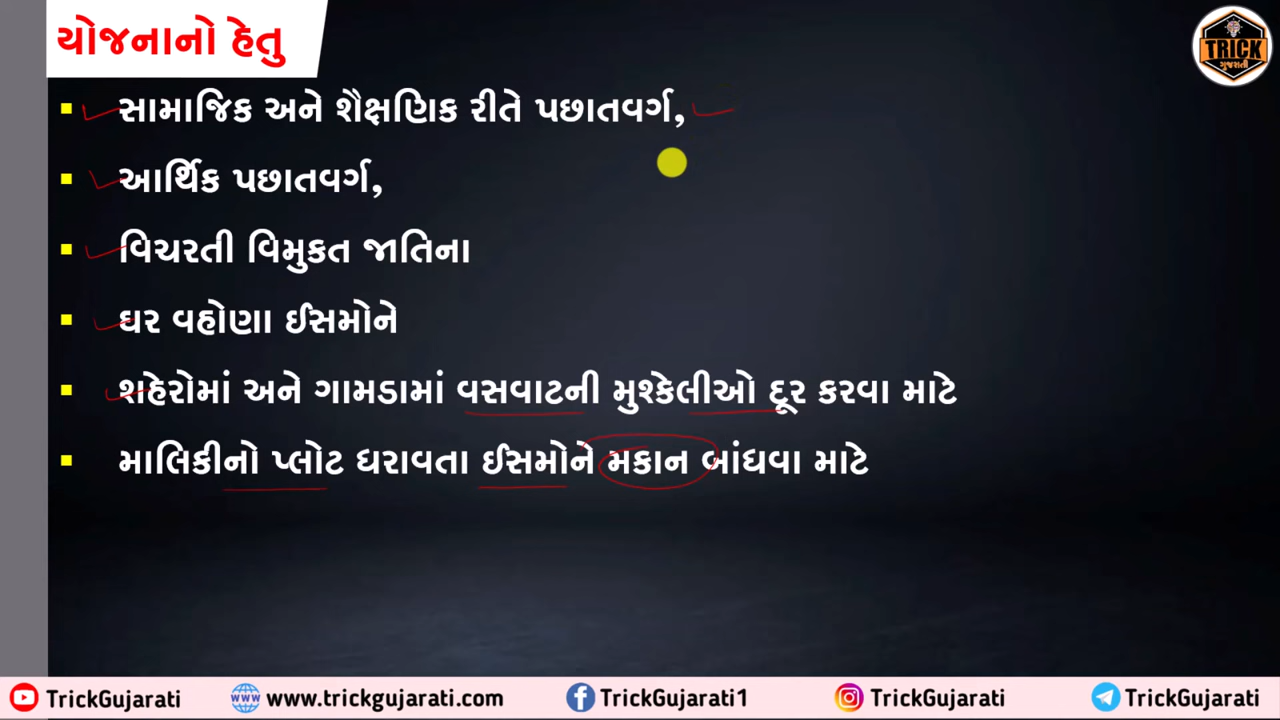 યોજનાનો હેતુ
TRICK
ગુજરાતી
સામાજિક અને શૈક્ષણિક રીતે પછાતવર્ગ,
આર્થિક પછાતવર્ગ,
વિચરતી વિમુકત જાતિના
ઘર વહોણા ઈસમોને
શહેરોમાં અને ગામડામાં વસવાટની મુશ્કેલીઓ દૂર કરવા માટે
માલિકીનો પ્લોટ ધરાવતા ઈસમોને મકાન બાંધવા માટે
TrickGujarati www.trickgujarati.com TrickGujarati1 TrickGujarati TrickGujarati